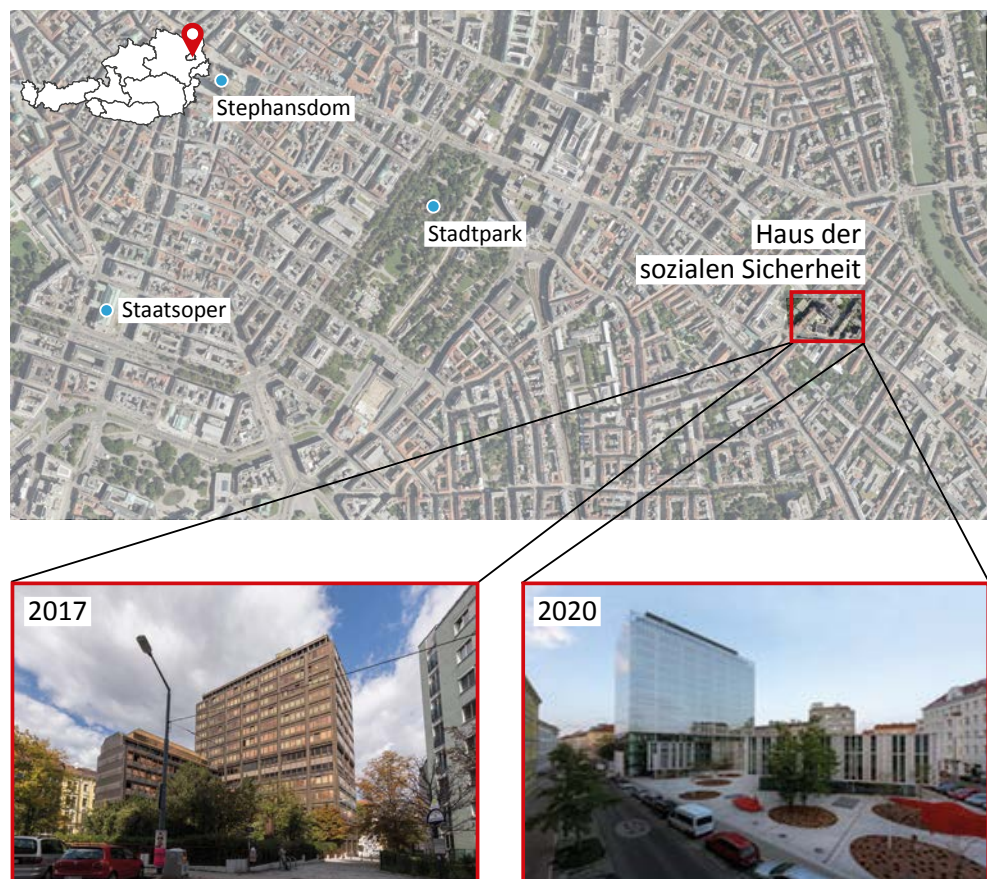 Stephansdom
Stadtpark
Haus der
sozialen Sicherheit
Staatsoper
2017
2020